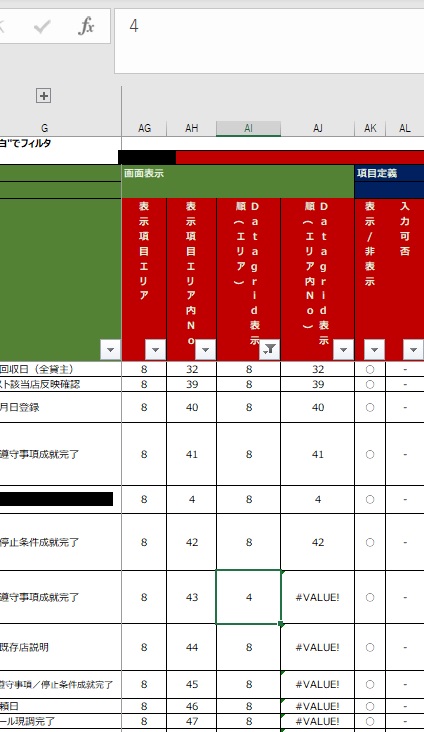 fx
4
G AG AH AI AJ AK AL
白"でフィルタ
画面表示 項目定義
表示項目エリア
表示項目エリア内No
Datagrid表示
順(エリア)
Datagrid表示
順(エリア内No)
表示/非表示
入力可否
回収日（全貸主） 8 32 8 32 ○ -
スト該当店反映確認 8 39 8 39 ○ -
月日登録 8 40 8 40 ○ -
遵守事項成就完了 8 41 8 41 ○ -
8 4 8 4 ○ -
停止条件成就完了 8 42 8 42 ○ -
遵守事項成就完了 8 43 4 #VALUE! ○ -
既存店説明 8 44 8 #VALUE! ○ -
遵守事項／停止条件成就完了 8 45 8 #VALUE! ○ -
頼日 8 46 8 #VALUE! ○ -
ール現調完了 8 47 8 #VALUE! ○ -